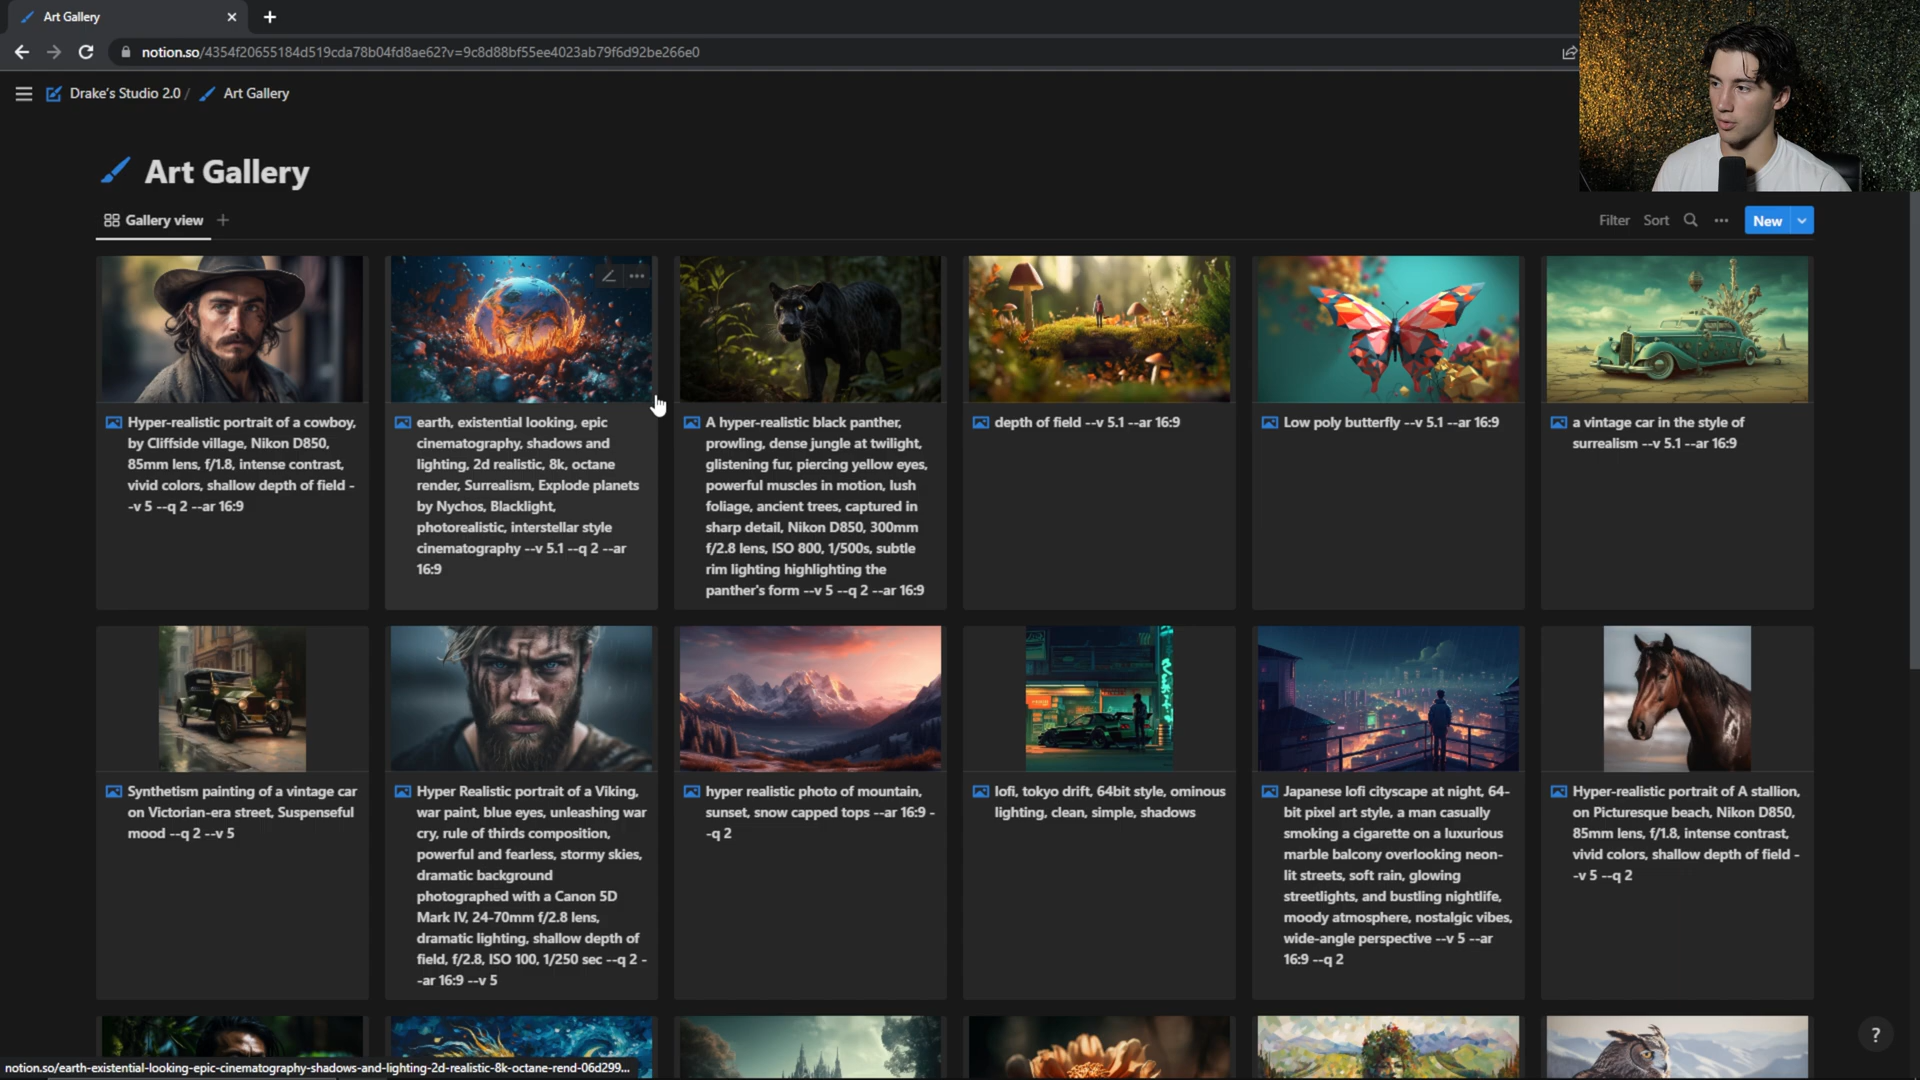 Art Gallery
notion.so/4354f20655184d519cda78b04fd8ae62?v=9c8d88bf55ee4023ab79f6d92be266e0
Drake's Studio 2.0 / Art Gallery
Art Gallery
Gallery view
Filter Sort ••• New
Hyper-realistic portrait of a cowboy,
by Cliffside village, Nikon D850,
85mm lens, f/1.8, intense contrast,
vivid colors, shallow depth of field -
-v 5 --q 2 --ar 16:9
earth, existential looking, epic
cinematography, shadows and
lighting, 2d realistic, 8k, octane
render, Surrealism, Explode planets
by Nychos, Blacklight,
photorealistic, interstellar style
cinematography --v 5.1 --q 2 --ar
16:9
A hyper-realistic black panther,
prowling, dense jungle at twilight,
glistening fur, piercing yellow eyes,
powerful muscles in motion, lush
foliage, ancient trees, captured in
sharp detail, Nikon D850, 300mm
f/2.8 lens, ISO 800, 1/500s, subtle
rim lighting highlighting the
panther's form --v 5 --q 2 --ar 16:9
depth of field --v 5.1 --ar 16:9
Low poly butterfly --v 5.1 --ar 16:9
a vintage car in the style of
surrealism --v 5.1 --ar 16:9
Synthetism painting of a vintage car
on Victorian-era street, Suspenseful
mood --q 2 --v 5
Hyper Realistic portrait of a Viking,
war paint, blue eyes, unleashing war
cry, rule of thirds composition,
powerful and fearless, stormy skies,
dramatic background
photographed with a Canon 5D
Mark IV, 24-70mm f/2.8 lens,
dramatic lighting, shallow depth of
field, f/2.8, ISO 100, 1/250 sec --q 2 -
-ar 16:9 --v 5
hyper realistic photo of mountain,
sunset, snow capped tops --ar 16:9 -
-q 2
lofi, tokyo drift, 64bit style, ominous
lighting, clean, simple, shadows
Japanese lofi cityscape at night, 64-
bit pixel art style, a man casually
smoking a cigarette on a luxurious
marble balcony overlooking neon-
lit streets, soft rain, glowing
streetlights, and bustling nightlife,
moody atmosphere, nostalgic vibes,
wide-angle perspective --v 5 --ar
16:9 --q 2
Hyper-realistic portrait of A stallion,
on Picturesque beach, Nikon D850,
85mm lens, f/1.8, intense contrast,
vivid colors, shallow depth of field -
-v 5 --q 2
?
notion.so/earth-existential-looking-epic-cinematography-shadows-and-lighting-2d-realistic-8k-octane-rend-06d299...